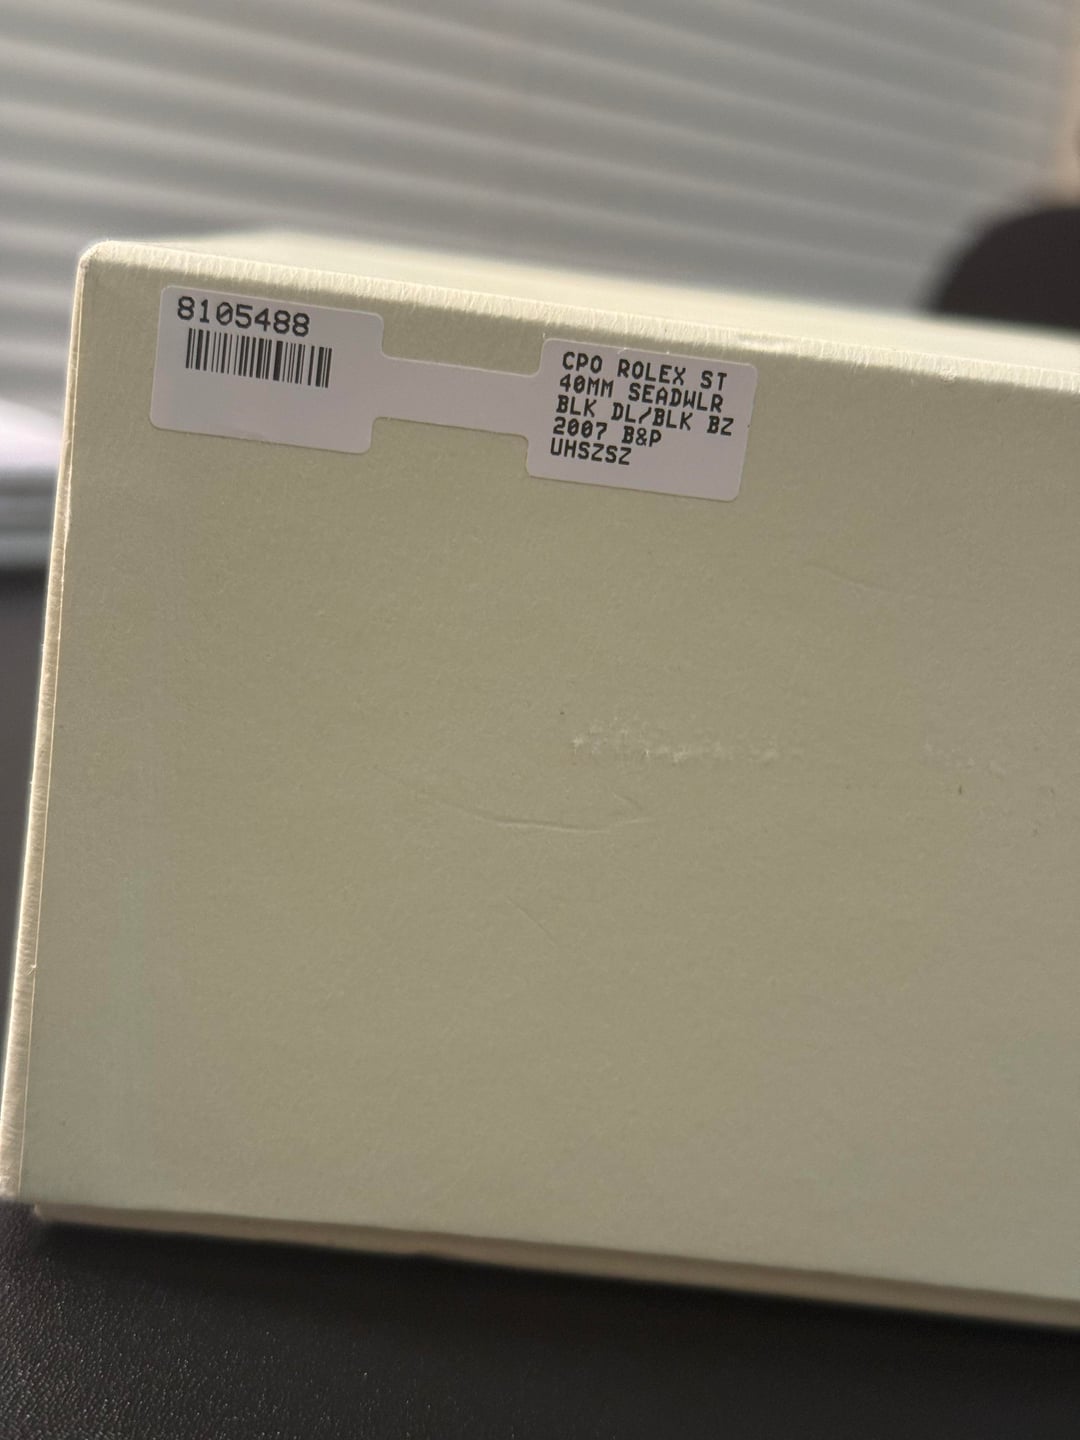 8105488
CPO ROLEX ST
40MM SEADWLR
BLK DL/BLK BZ
2007 B&P
UHSZSZ